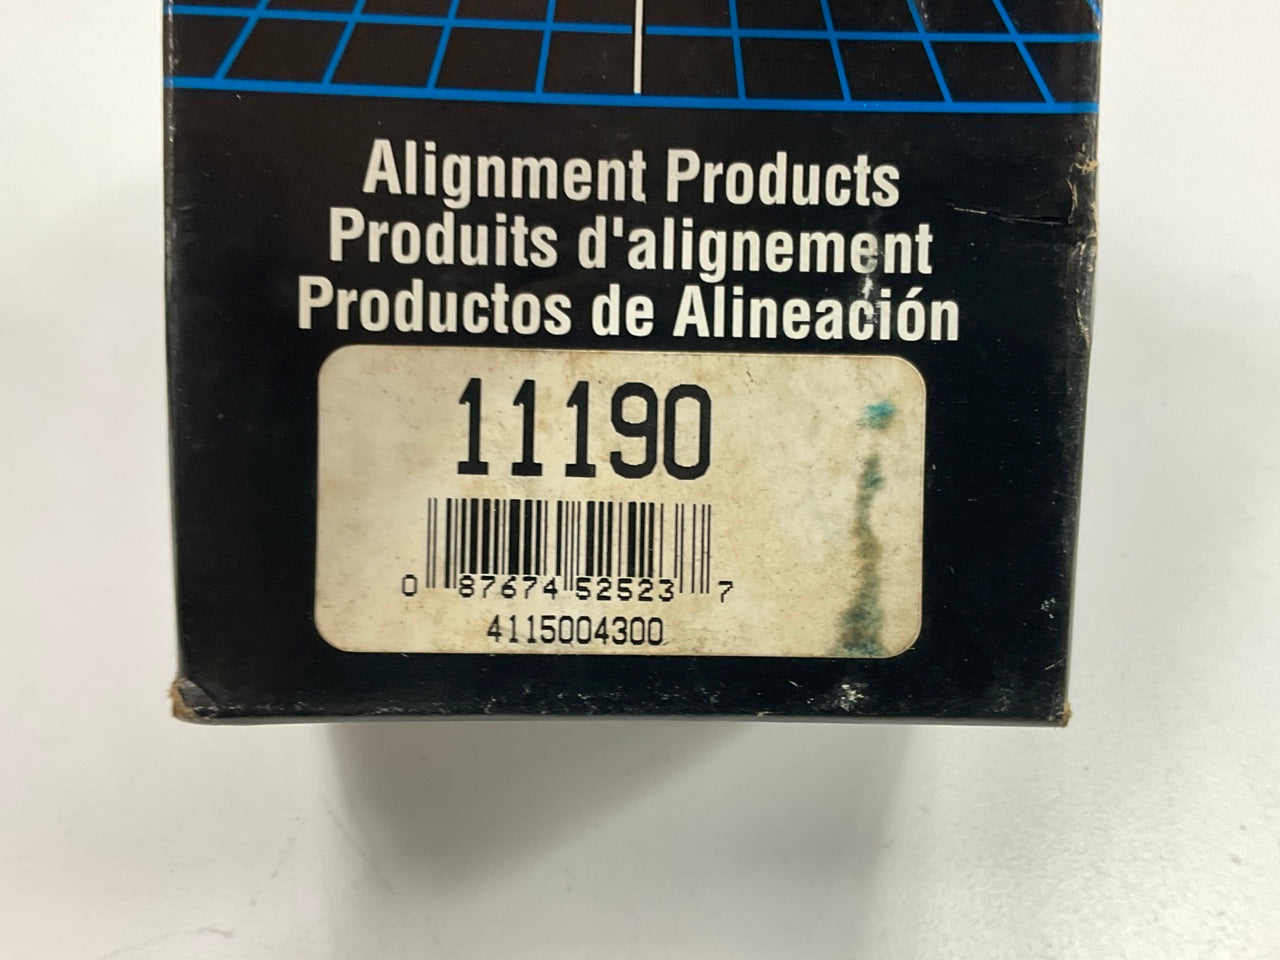 Alignment Products
Produits d'alignement
Productos de Alineación
11190
0 87674 52523 7
4115004300